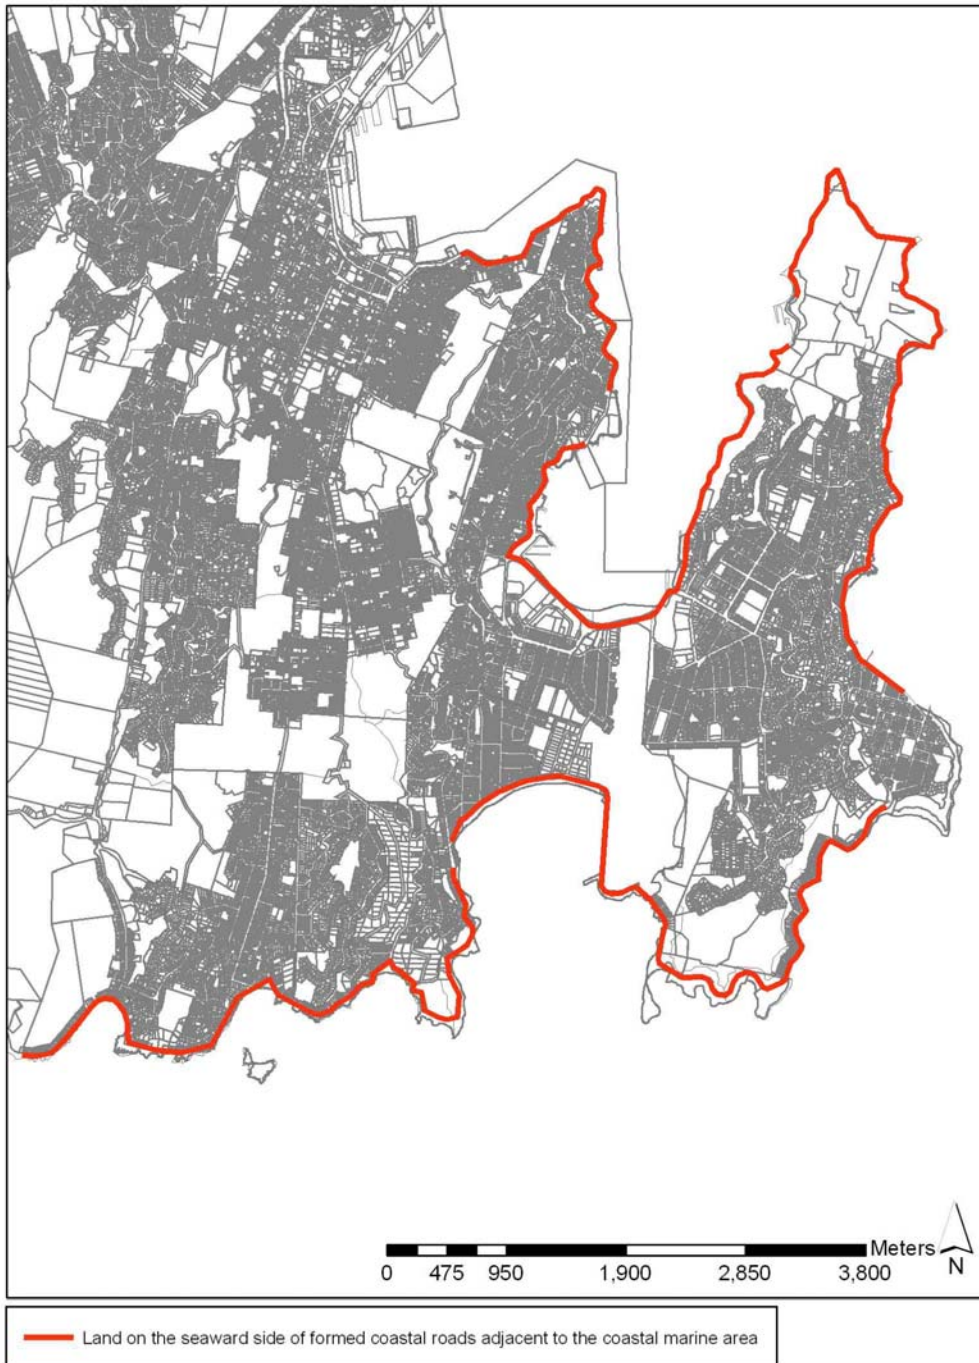 Meters
N
0 475 950 1,900 2,850 3,800
Land on the seaward side of formed coastal roads adjacent to the coastal marine area